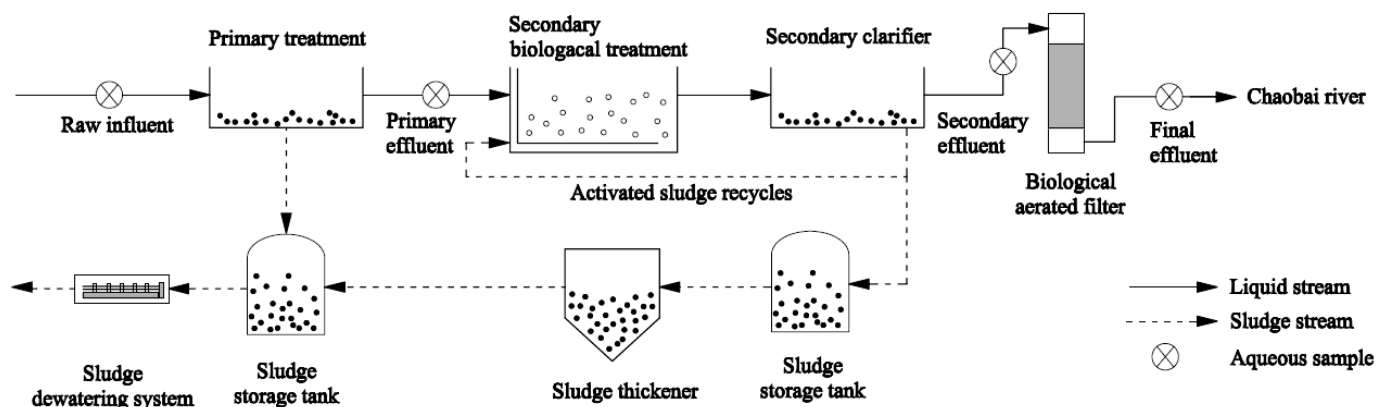 Primary treatment
Secondary
biologacal treatment
Secondary clarifier
Raw influent
Primary
effluent
Secondary
effluent
Final
effluent
Chaobai river
Biological
aerated filter
Activated sludge recycles
Sludge
dewatering system
Sludge
storage tank
Sludge thickener
Sludge
storage tank
Liquid stream
Sludge stream
Aqueous sample